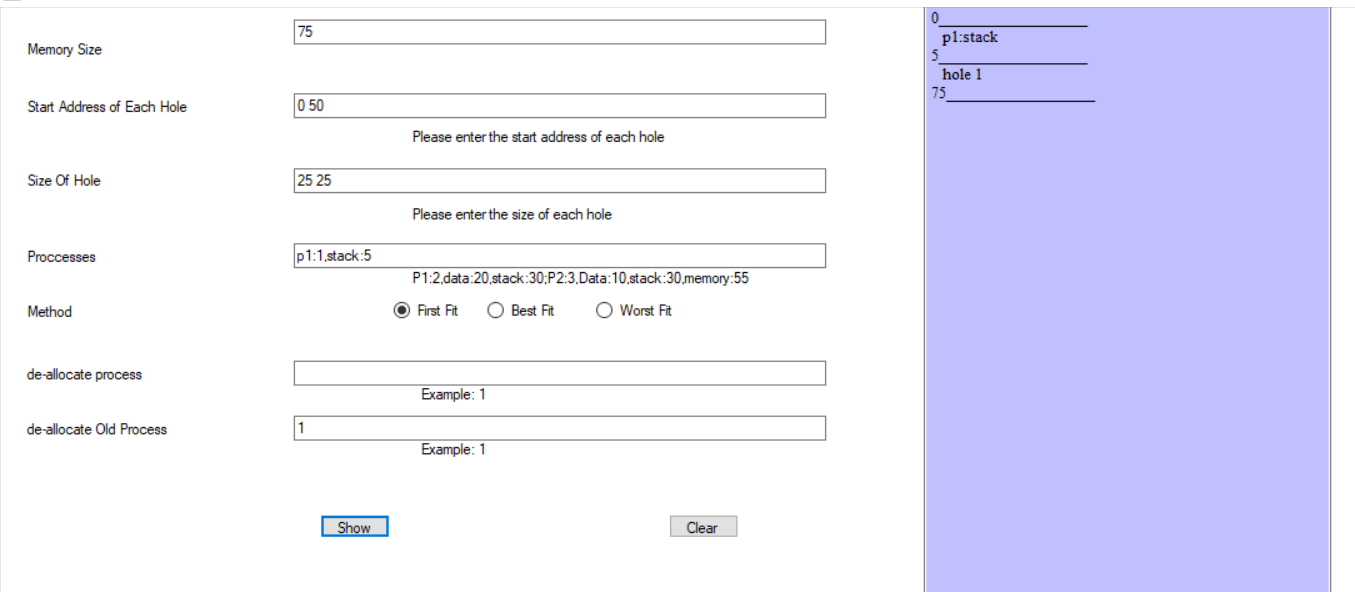 Memory Size
75
Start Address of Each Hole
0 50
Please enter the start address of each hole
Size Of Hole
25 25
Please enter the size of each hole
Proccesses
p1:1,stack:5
P1:2,data:20,stack:30;P2:3,Data:10,stack:30,memory:55
Method
First Fit
Best Fit
Worst Fit
de-allocate process
Example: 1
de-allocate Old Process
1
Example: 1
Show
Clear
0
p1:stack
5
hole 1
75